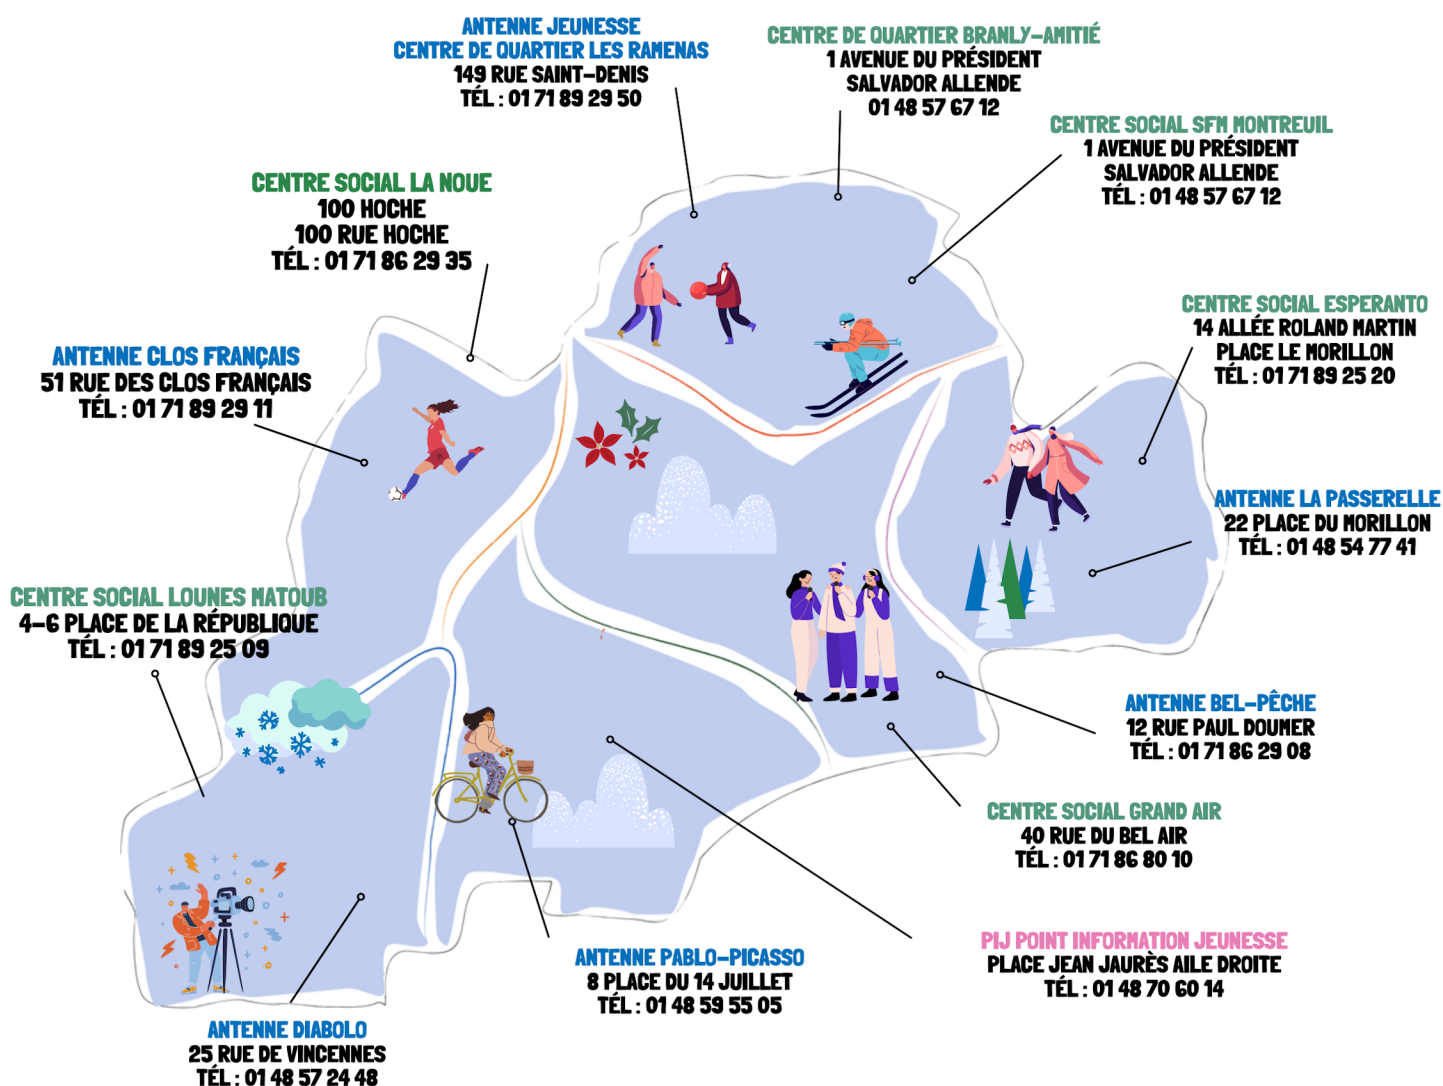 ANTENNE JEUNESSE
CENTRE DE QUARTIER LES RAMENAS
149 RUE SAINT-DENIS
TÉL : 01 71 89 29 50
CENTRE DE QUARTIER BRANLY-AMITIÉ
1 AVENUE DU PRÉSIDENT
SALVADOR ALLENDE
01 48 57 67 12
CENTRE SOCIAL SFM MONTREUIL
1 AVENUE DU PRÉSIDENT
SALVADOR ALLENDE
TÉL : 01 48 57 67 12
CENTRE SOCIAL LA NOUE
100 HOCHE
100 RUE HOCHE
TÉL : 01 71 86 29 35
CENTRE SOCIAL ESPERANTO
14 ALLÉE ROLAND MARTIN
PLACE LE MORILLON
TÉL : 01 71 89 25 20
ANTENNE CLOS FRANÇAIS
51 RUE DES CLOS FRANÇAIS
TÉL : 01 71 89 29 11
ANTENNE LA PASSERELLE
22 PLACE DU MORILLON
TÉL : 01 48 54 77 41
CENTRE SOCIAL LOUNES MATOUB
4-6 PLACE DE LA RÉPUBLIQUE
TÉL : 01 71 89 25 09
ANTENNE BEL-PÊCHE
12 RUE PAUL DOUMER
TÉL : 01 71 86 29 08
CENTRE SOCIAL GRAND AIR
40 RUE DU BEL AIR
TÉL : 01 71 86 80 10
PIJ POINT INFORMATION JEUNESSE
PLACE JEAN JAURÈS AILE DROITE
TÉL : 01 48 70 60 14
ANTENNE PABLO-PICASSO
8 PLACE DU 14 JUILLET
TÉL : 01 48 59 55 05
ANTENNE DIABOLO
25 RUE DE VINCENNES
TÉL : 01 48 57 24 48